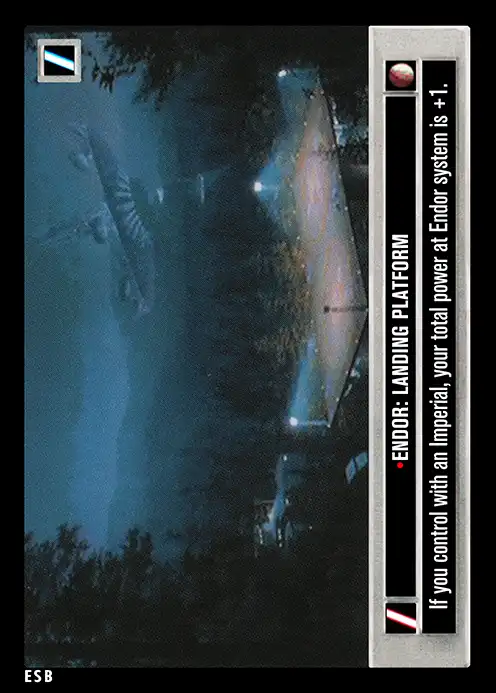 •ENDOR: LANDING PLATFORM
If you control with an Imperial, your total power at Endor system is +1.
ESB